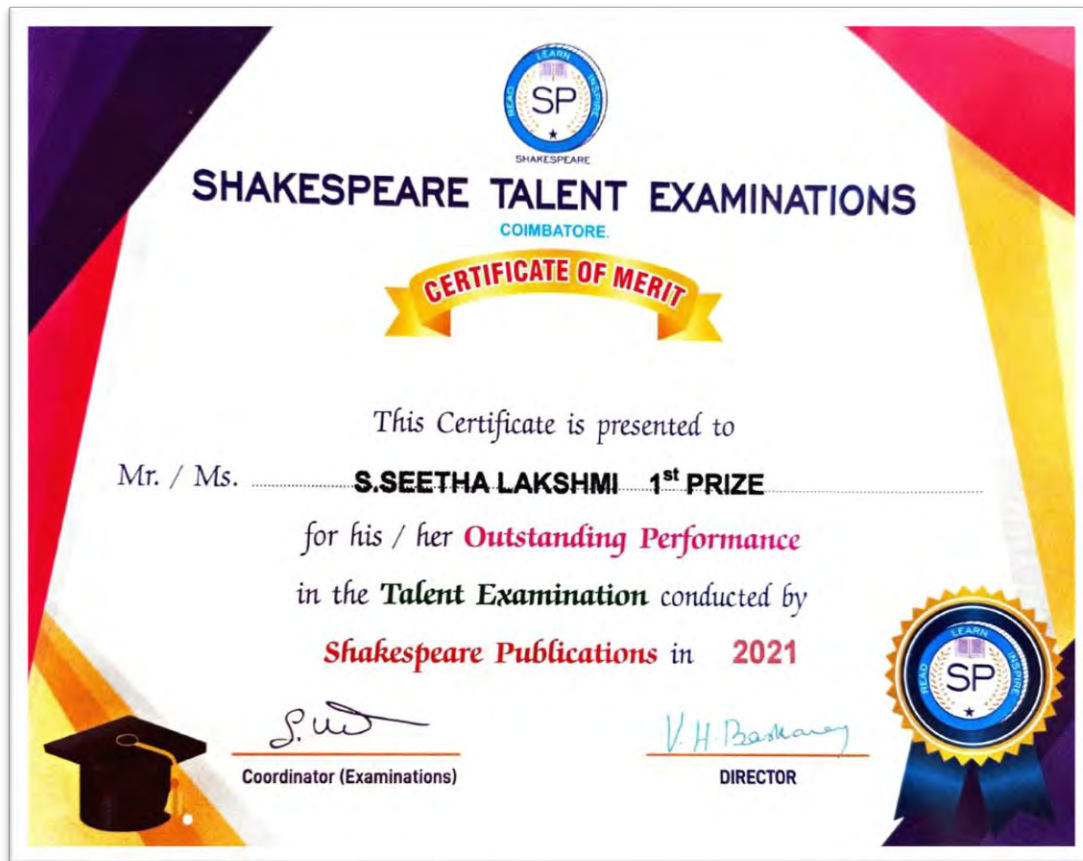 READ LEARN INSPIRE
SP
SHAKESPEARE
SHAKESPEARE TALENT EXAMINATIONS
COIMBATORE.
CERTIFICATE OF MERIT
This Certificate is presented to
Mr. / Ms. S.SEETHA LAKSHMI 1st PRIZE
for his / her Outstanding Performance
in the Talent Examination conducted by
Shakespeare Publications in 2021
READ LEARN INSPIRE
SP
V. H. Baskaran
Coordinator (Examinations) DIRECTOR